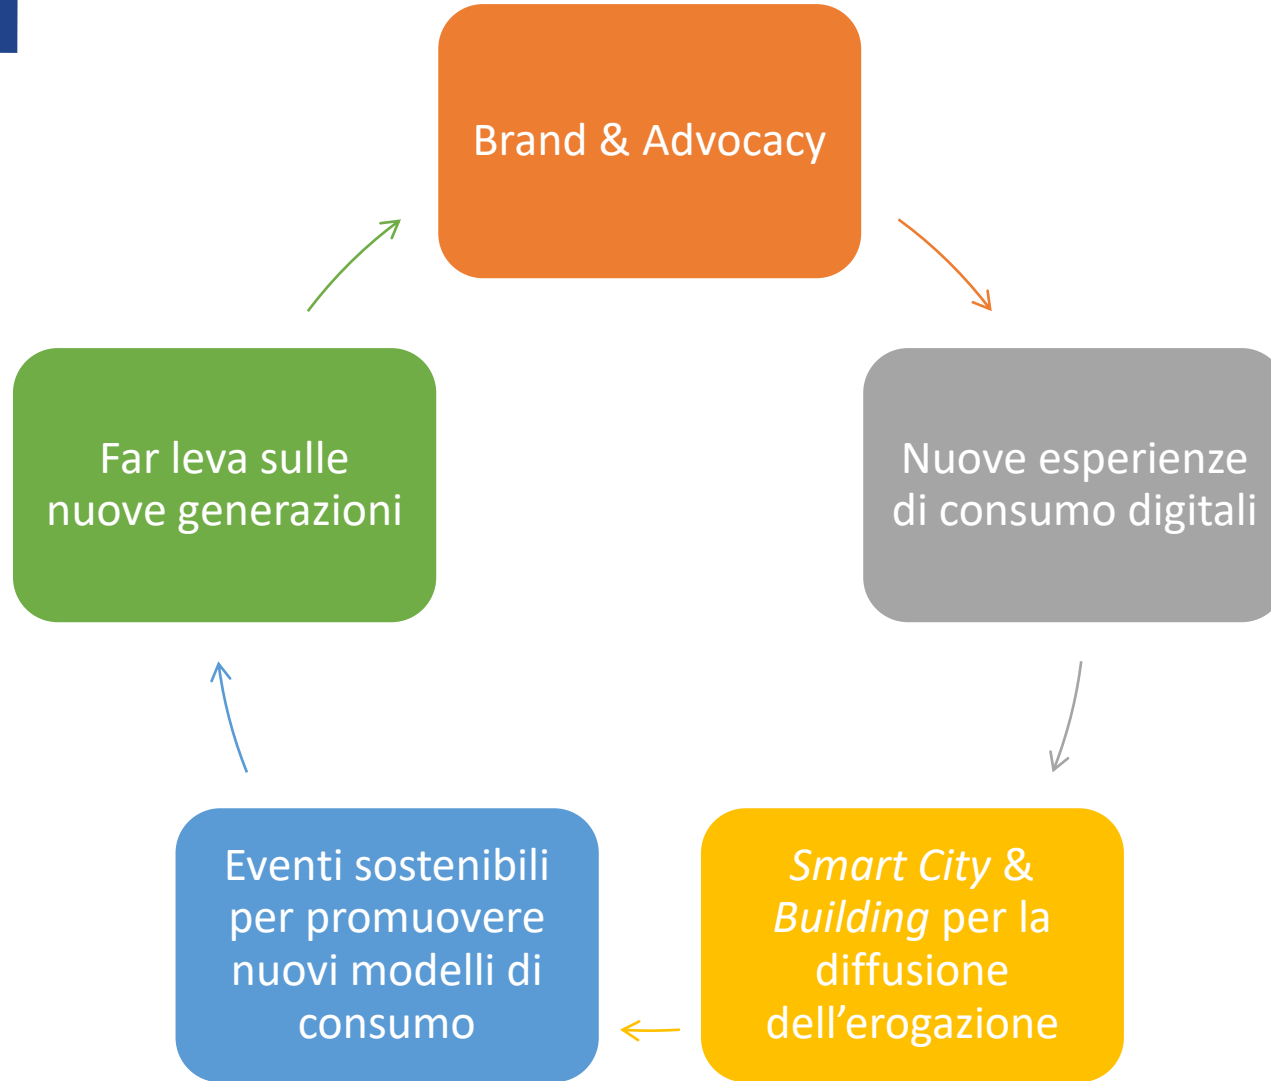 Brand & Advocacy
Nuove esperienze
di consumo digitali
Smart City &
Building per la
diffusione
dell’erogazione
Eventi sostenibili
per promuovere
nuovi modelli di
consumo
Far leva sulle
nuove generazioni